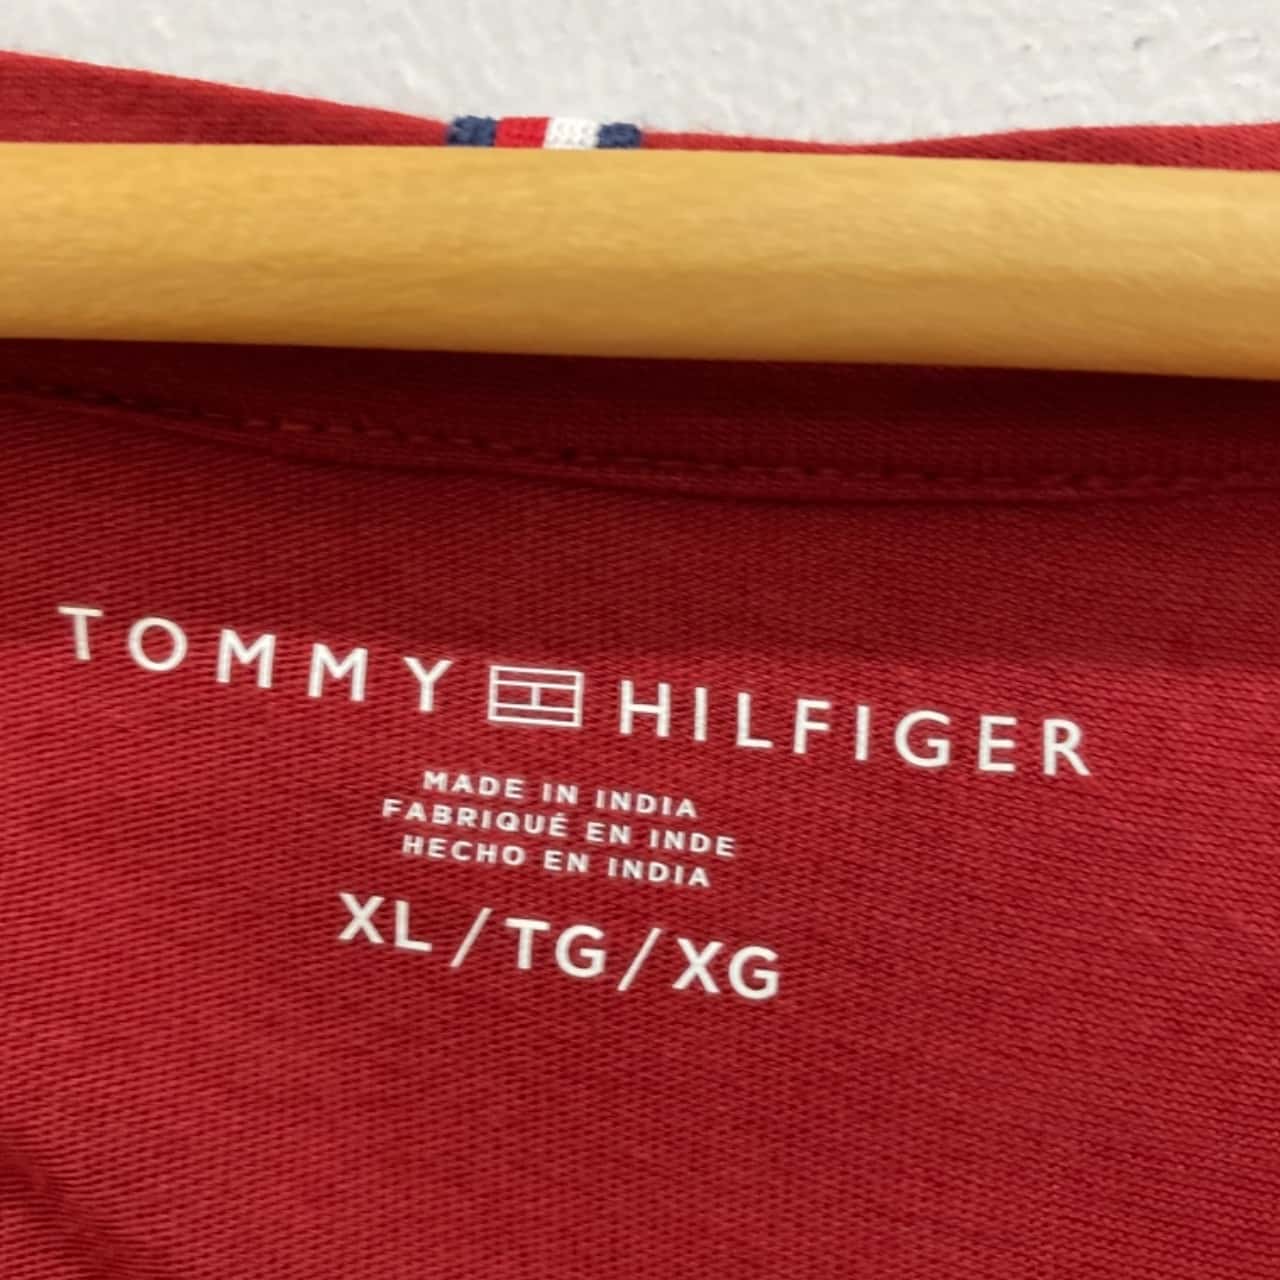 TOMMY HILFIGER
MADE IN INDIA
FABRIQUÉ EN INDE
HECHO EN INDIA
XL/TG/XG